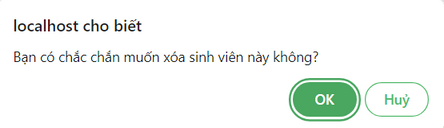 localhost cho biết
Bạn có chắc chắn muốn xóa sinh viên này không?
OK Huỷ